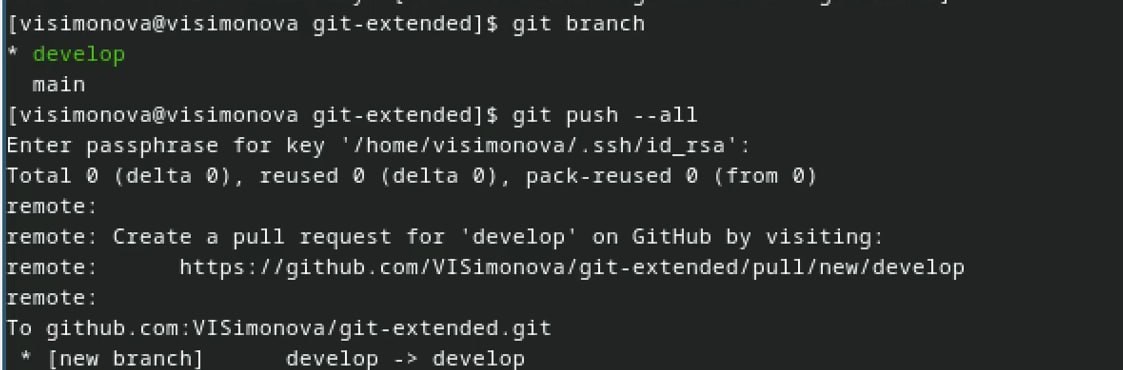 [visimonova@visimonova git-extended]$ git branch
* develop
  main
[visimonova@visimonova git-extended]$ git push --all
Enter passphrase for key '/home/visimonova/.ssh/id_rsa':
Total 0 (delta 0), reused 0 (delta 0), pack-reused 0 (from 0)
remote:
remote: Create a pull request for 'develop' on GitHub by visiting:
remote:      https://github.com/VISimonova/git-extended/pull/new/develop
remote:
To github.com:VISimonova/git-extended.git
 * [new branch]      develop -> develop